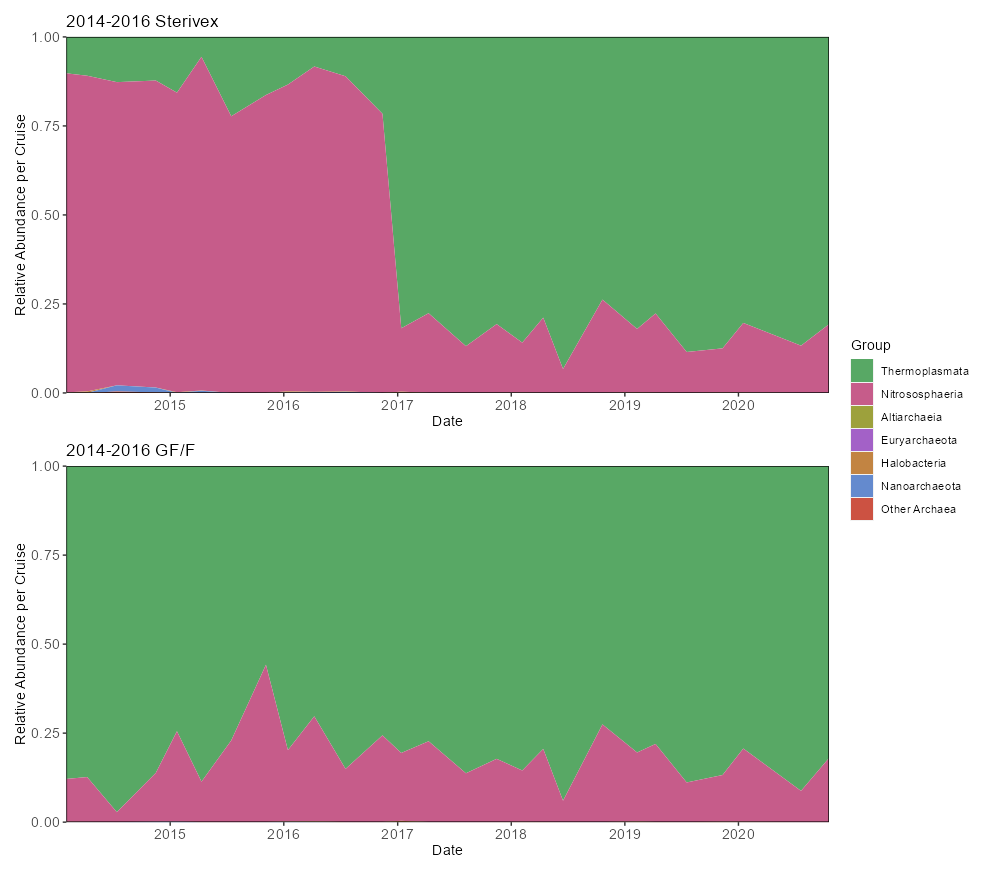 2014-2016 Sterivex
1.00
0.75
0.50
0.25
0.00
Relative Abundance per Cruise
2015 2016 2017 2018 2019 2020
Date
2014-2016 GF/F
1.00
0.75
0.50
0.25
0.00
Relative Abundance per Cruise
2015 2016 2017 2018 2019 2020
Date
Group
Thermoplasmata
Nitrososphaeria
Altiarchaeia
Euryarchaeota
Halobacteria
Nanoarchaeota
Other Archaea